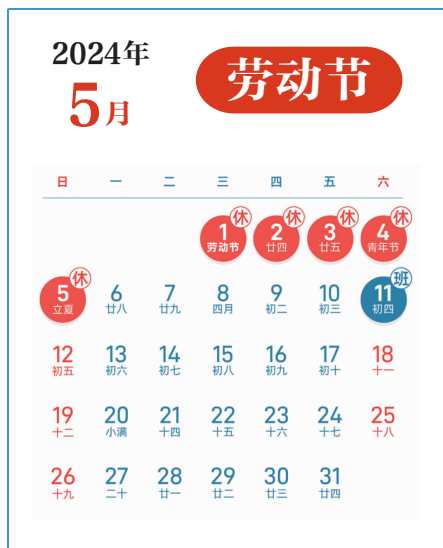 2024年
劳动节
5月
日 一 二 三 四 五 六
休 休 休 休
1 2 3 4
劳动节 廿四 廿五 青年节
休 班
5 6 7 8 9 10 11
立夏 廿八 廿九 四月 初二 初三 初四
12 13 14 15 16 17 18
初五 初六 初七 初八 初九 初十 十一
19 20 21 22 23 24 25
十二 小满 十四 十五 十六 十七 十八
26 27 28 29 30 31
十九 二十 廿一 廿二 廿三 廿四